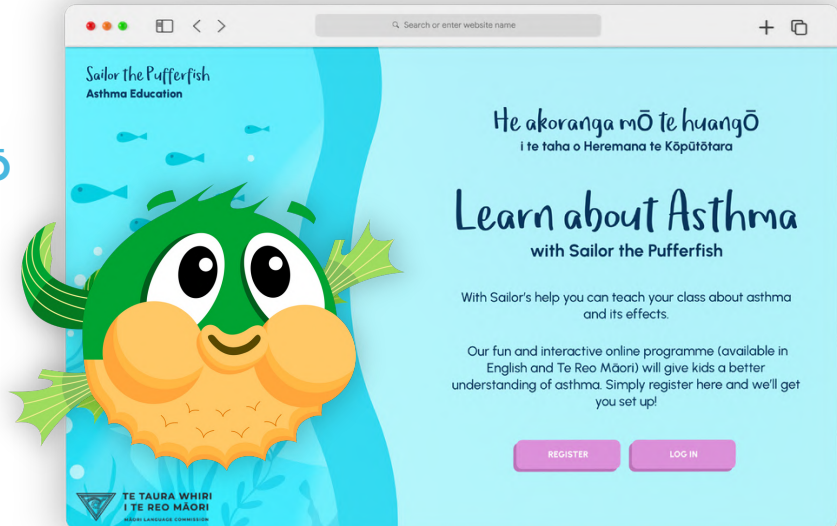 Search or enter website name
Sailor the Pufferfish
Asthma Education
He akoranga mō te huangō
i te taha o Heremana te Kōpūtōtara
Learn about Asthma
with Sailor the Pufferfish
With Sailor's help you can teach your class about asthma
and its effects.
Our fun and interactive online programme (available in
English and Te Reo Māori) will give kids a better
understanding of asthma. Simply register here and we'll get
you set up!
REGISTER
LOG IN
TE TAURA WHIRI
I TE REO MĀORI
MĀORI LANGUAGE COMMISSION